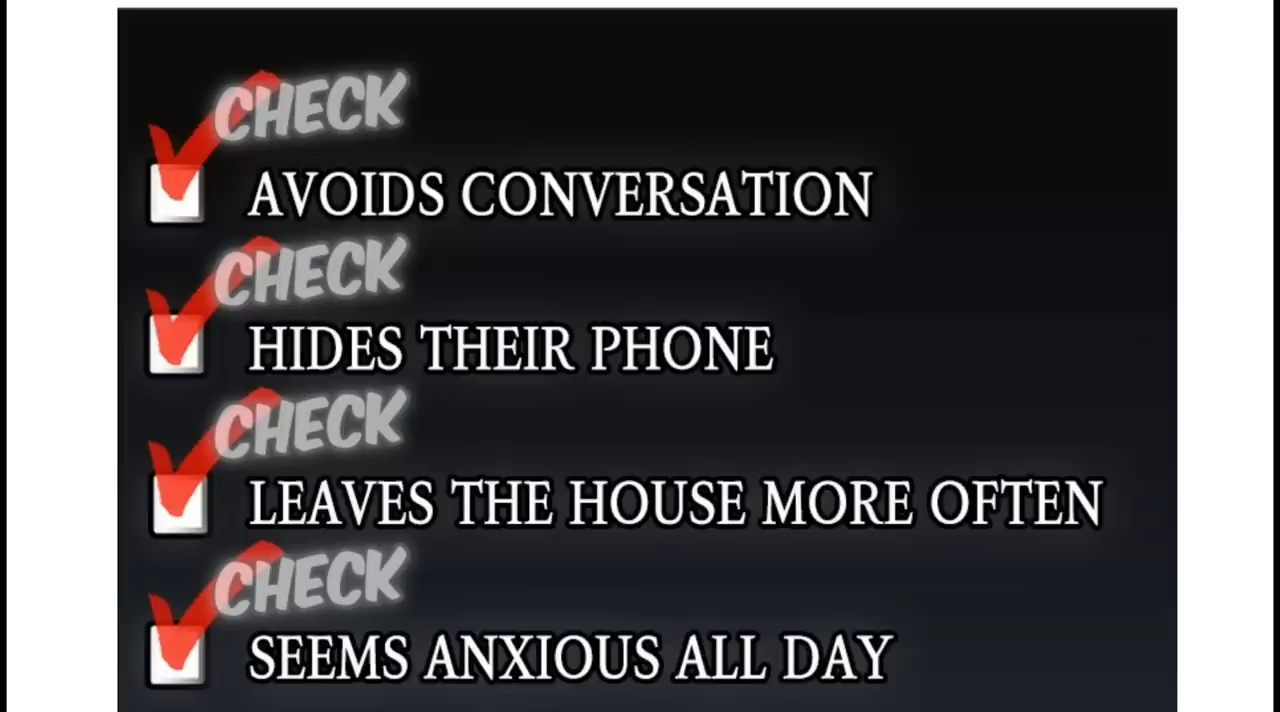 CHECK
AVOIDS CONVERSATION
CHECK
HIDES THEIR PHONE
CHECK
LEAVES THE HOUSE MORE OFTEN
CHECK
SEEMS ANXIOUS ALL DAY